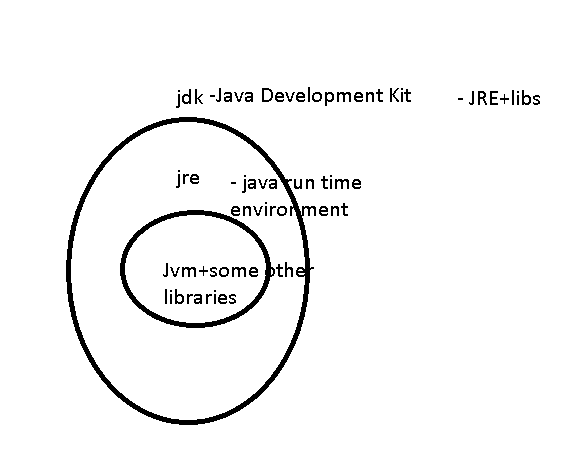 jdk -Java Development Kit - JRE+libs
jre - java run time
environment
Jvm+some other
libraries